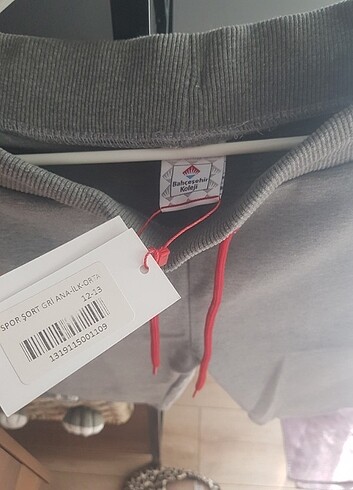 Bahçeşehir
Koleji
SPOR ŞORT GRİ ANA-İLK-ORTA
12-13
1319115001109